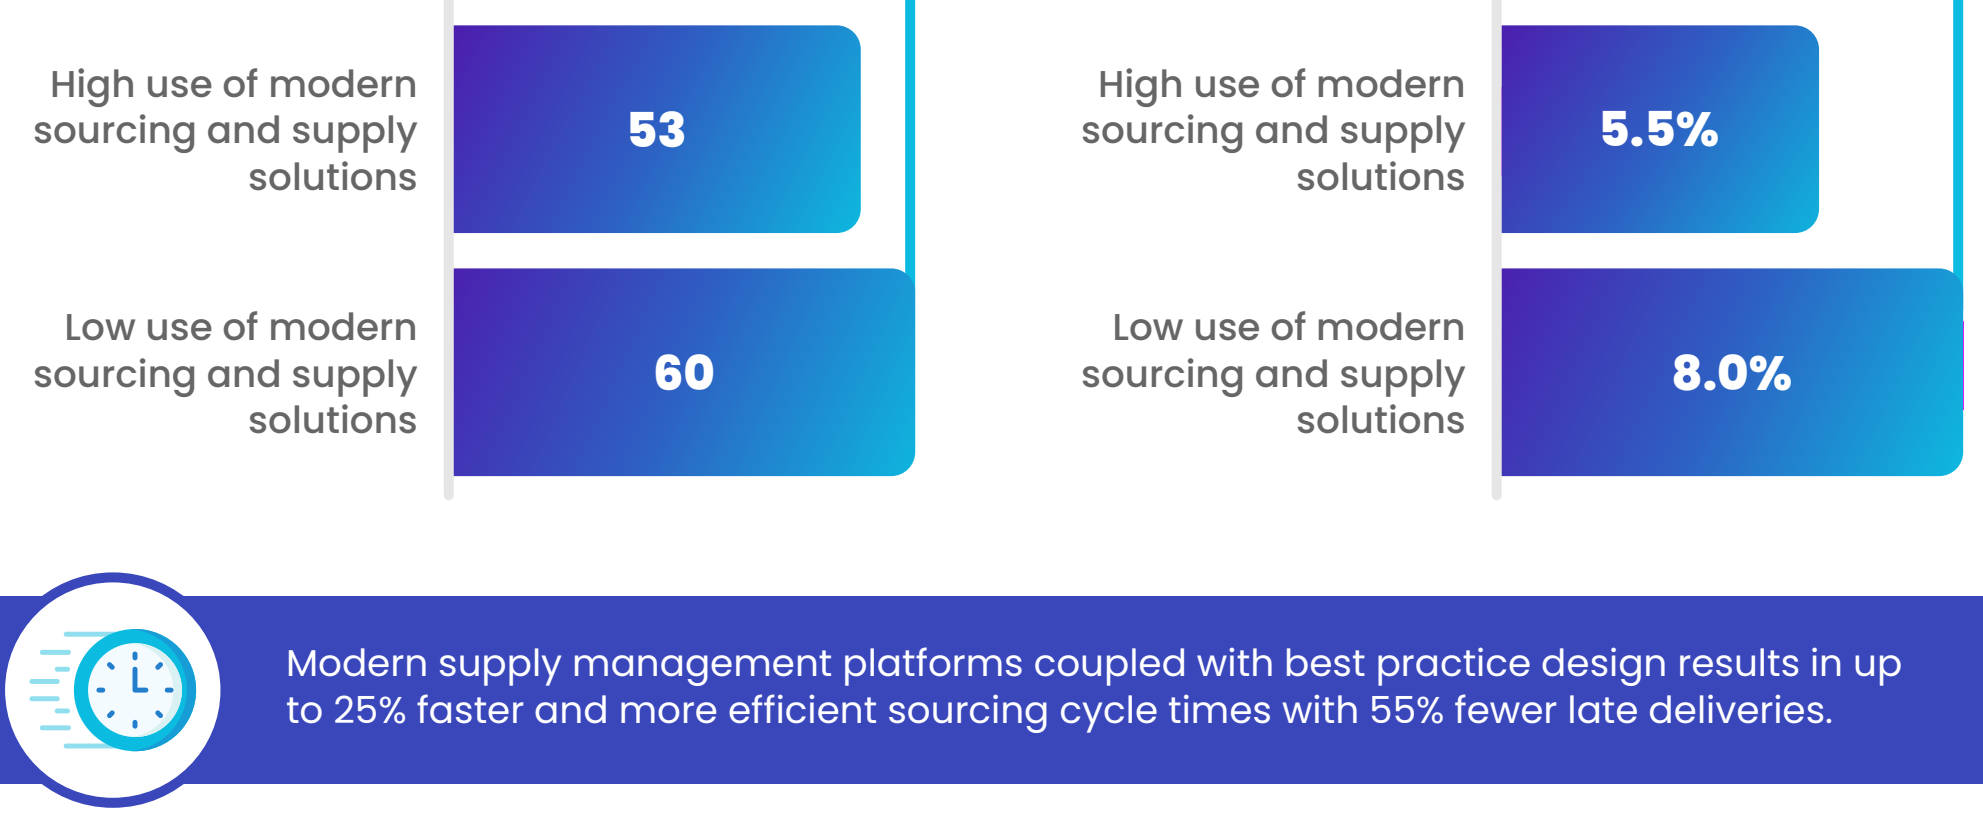 High use of modern
sourcing and supply
solutions
53
Low use of modern
sourcing and supply
solutions
60
High use of modern
sourcing and supply
solutions
5.5%
Low use of modern
sourcing and supply
solutions
8.0%
Modern supply management platforms coupled with best practice design results in up
to 25% faster and more efficient sourcing cycle times with 55% fewer late deliveries.